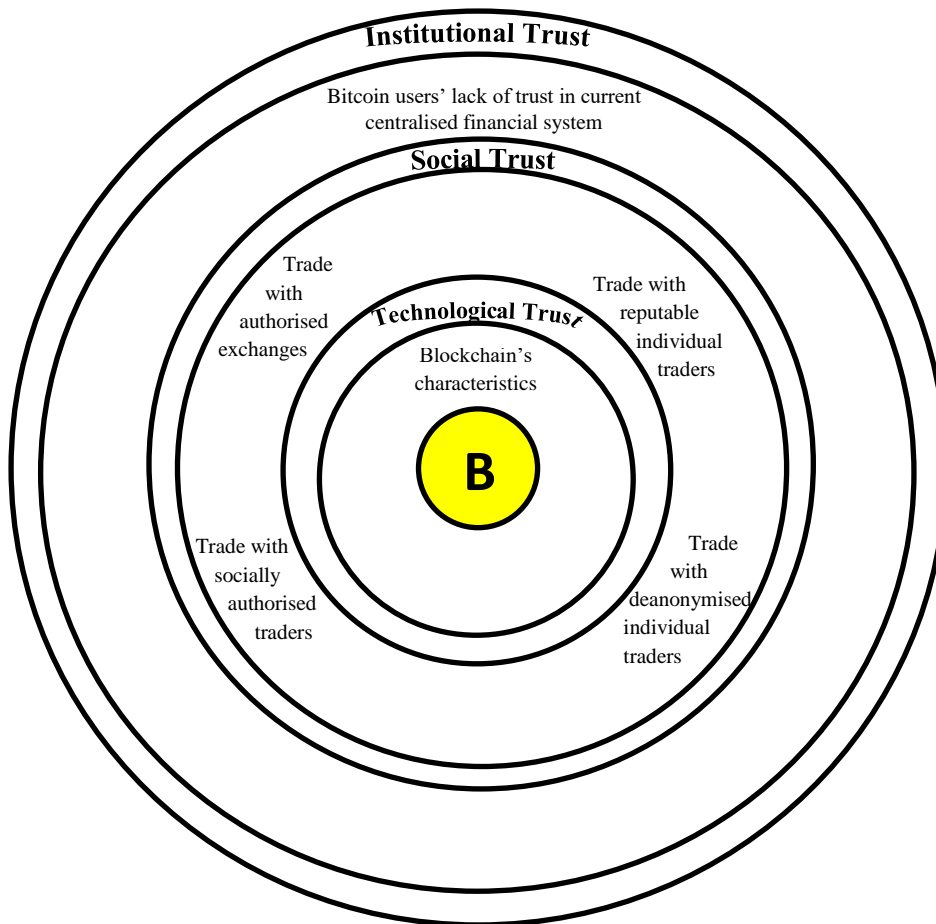 Institutional Trust
Bitcoin users’ lack of trust in current
centralised financial system
Social Trust
Trade
with
authorised
exchanges
Trade with
reputable
individual
traders
Technological Trust
Blockchain’s
characteristics
B
Trade with
socially
authorised
traders
Trade
with
deanonymised
individual
traders